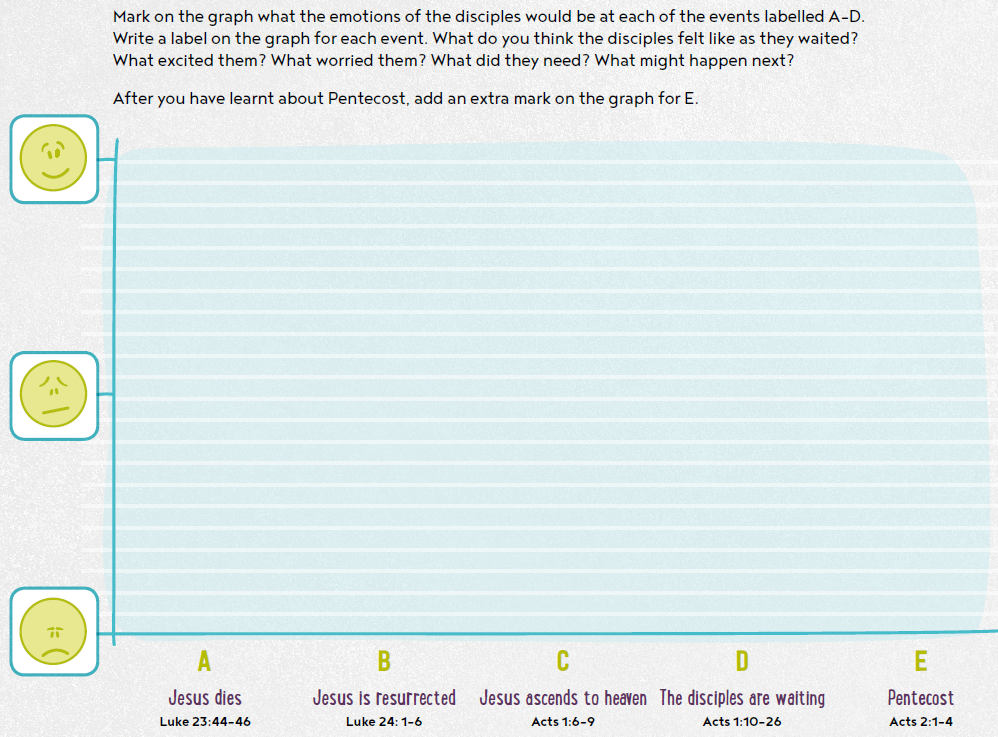 Mark on the graph what the emotions of the disciples would be at each of the events labelled A-D.
Write a label on the graph for each event. What do you think the disciples felt like as they waited?
What excited them? What worried them? What did they need? What might happen next?
After you have learnt about Pentecost, add an extra mark on the graph for E.
A
B
C
D
E
Jesus dies
Jesus is resurrected
Jesus ascends to heaven
The disciples are waiting
Pentecost
Luke 23:44-46
Luke 24: 1-6
Acts 1:6-9
Acts 1:10-26
Acts 2:1-4